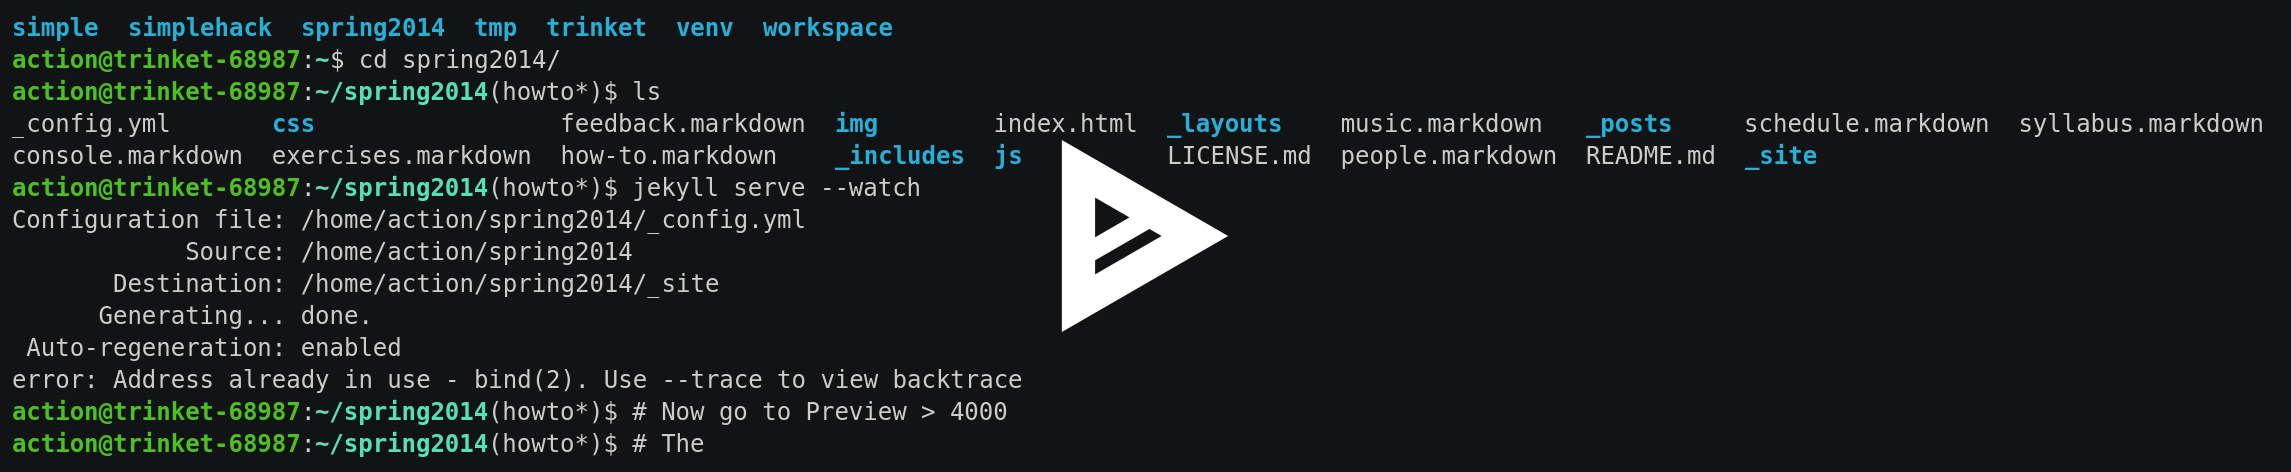 simple  simplehack  spring2014  tmp  trinket  venv  workspace
action@trinket-68987:~$ cd spring2014/
action@trinket-68987:~/spring2014(howto*)$ ls
_config.yml       css                 feedback.markdown  img        index.html  _layouts    music.markdown   _posts     schedule.markdown  syllabus.markdown
console.markdown  exercises.markdown  how-to.markdown    _includes  js          LICENSE.md  people.markdown  README.md  _site
action@trinket-68987:~/spring2014(howto*)$ jekyll serve --watch
Configuration file: /home/action/spring2014/_config.yml
            Source: /home/action/spring2014
       Destination: /home/action/spring2014/_site
      Generating... done.
 Auto-regeneration: enabled
error: Address already in use - bind(2). Use --trace to view backtrace
action@trinket-68987:~/spring2014(howto*)$ # Now go to Preview > 4000
action@trinket-68987:~/spring2014(howto*)$ # The